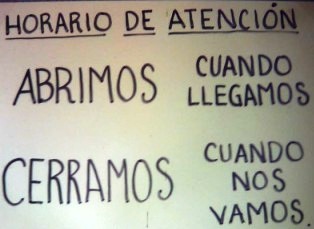 HORARIO DE ATENCIÓN
ABRIMOS CUANDO
LLEGAMOS
CERRAMOS CUANDO
NOS
VAMOS.